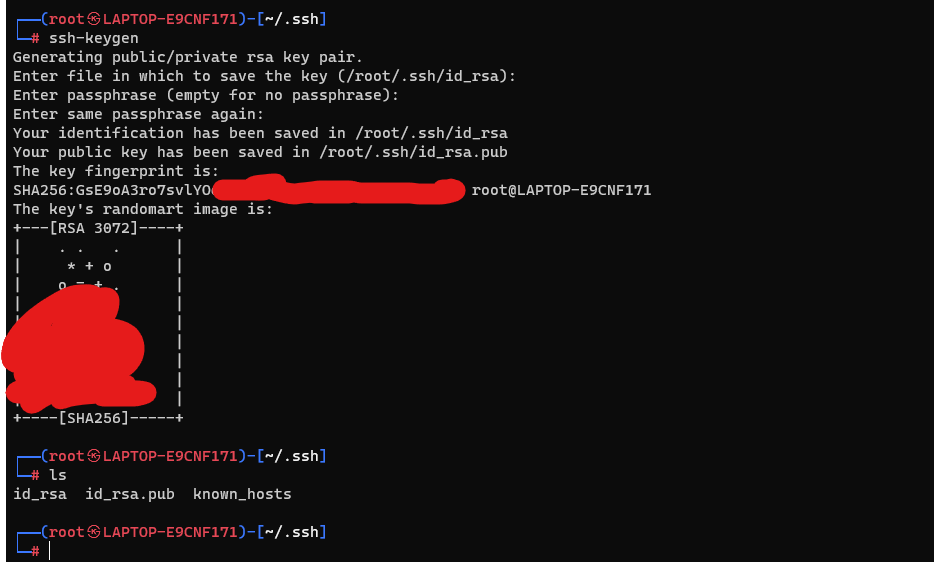 ┌──(root㉿LAPTOP-E9CNF171)-[~/.ssh]
└─# ssh-keygen
Generating public/private rsa key pair.
Enter file in which to save the key (/root/.ssh/id_rsa):
Enter passphrase (empty for no passphrase):
Enter same passphrase again:
Your identification has been saved in /root/.ssh/id_rsa
Your public key has been saved in /root/.ssh/id_rsa.pub
The key fingerprint is:
SHA256:GsE9oA3ro7svlYO root@LAPTOP-E9CNF171
The key's randomart image is:
+---[RSA 3072]----+
|    . .   .      |
|     * + o       |
|    o = + .      |
|                 |
+----[SHA256]-----+
┌──(root㉿LAPTOP-E9CNF171)-[~/.ssh]
└─# ls
id_rsa  id_rsa.pub  known_hosts
┌──(root㉿LAPTOP-E9CNF171)-[~/.ssh]
└─#